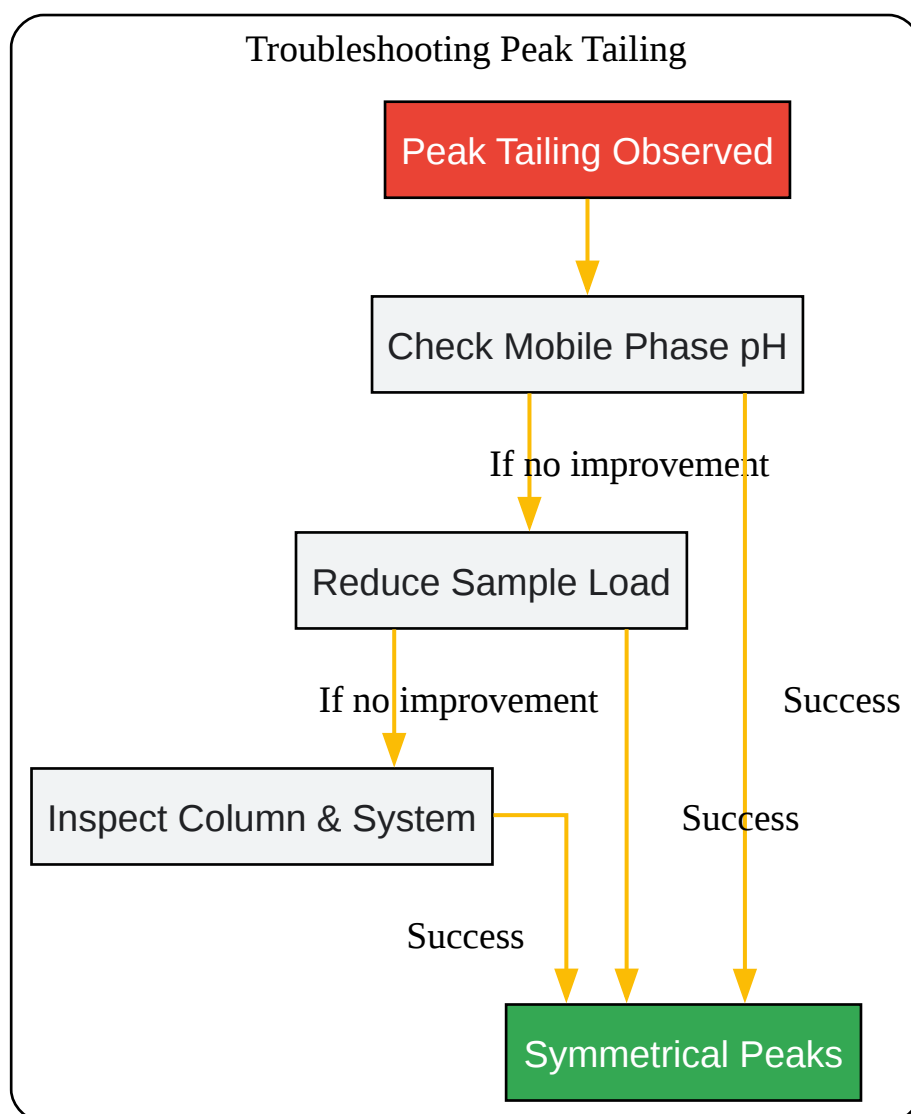 Troubleshooting Peak Tailing
Peak Tailing Observed
Check Mobile Phase pH
If no improvement
Reduce Sample Load
If no improvement
Success
Inspect Column & System
Success
Success
Symmetrical Peaks